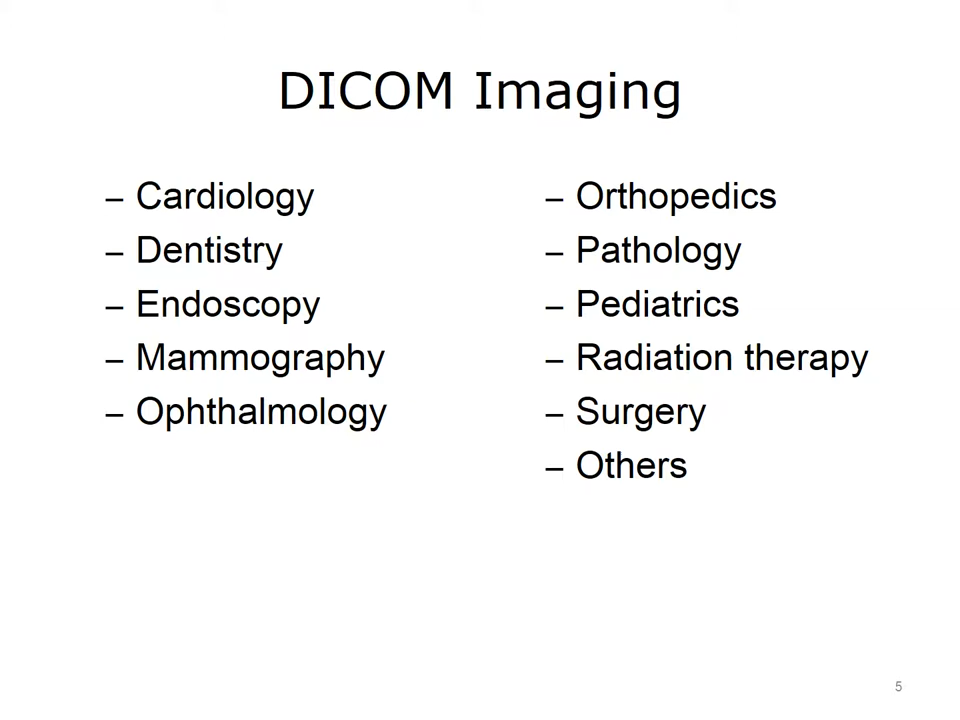 DICOM Imaging
– Cardiology
– Dentistry
– Endoscopy
– Mammography
– Ophthalmology
– Orthopedics
– Pathology
– Pediatrics
– Radiation therapy
– Surgery
– Others
5